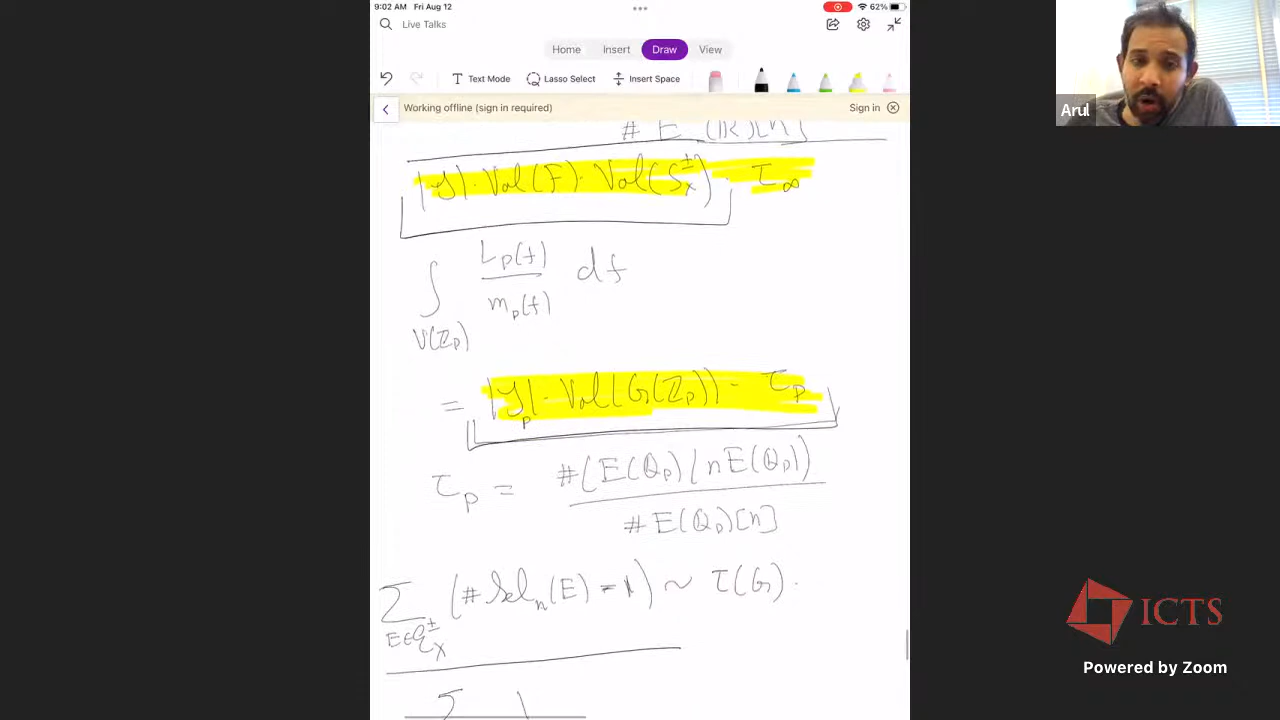 9:02 AM Fri Aug 12
62%
Live Talks
Home Insert Draw View
Text Mode Lasso Select Insert Space
Working offline (sign in required) Sign in
# E (R)[n]
|𝒥|·Vol(F)·Vol(S_X^±)·τ_∞
∫_{V(Z_p)} L_p(f)/m_p(f) df
= |𝒥|_p·Vol(G(Z_p))·τ_p
τ_p = #(E(Q_p)/nE(Q_p)) / #E(Q_p)[n]
Σ_{E∈ℰ_X^±} (#Sel_n(E) - 1) ~ τ(G).
Σ 1
Arul
ICTS
Powered by Zoom